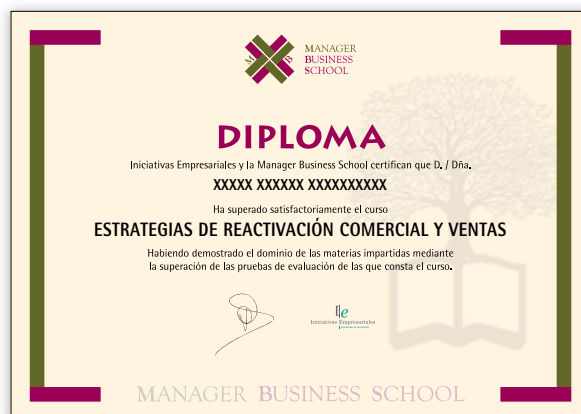 M B
MANAGER
BUSINESS
SCHOOL
DIPLOMA
Iniciativas Empresariales y la Manager Business School certifican que D. / Dña.
XXXXX XXXXXX XXXXXXXXXX
Ha superado satisfactoriamente el curso
ESTRATEGIAS DE REACTIVACIÓN COMERCIAL Y VENTAS
Habiendo demostrado el dominio de las materias impartidas mediante
la superación de las pruebas de evaluación de las que consta el curso.
Iniciativas Empresariales
MANAGER BUSINESS SCHOOL